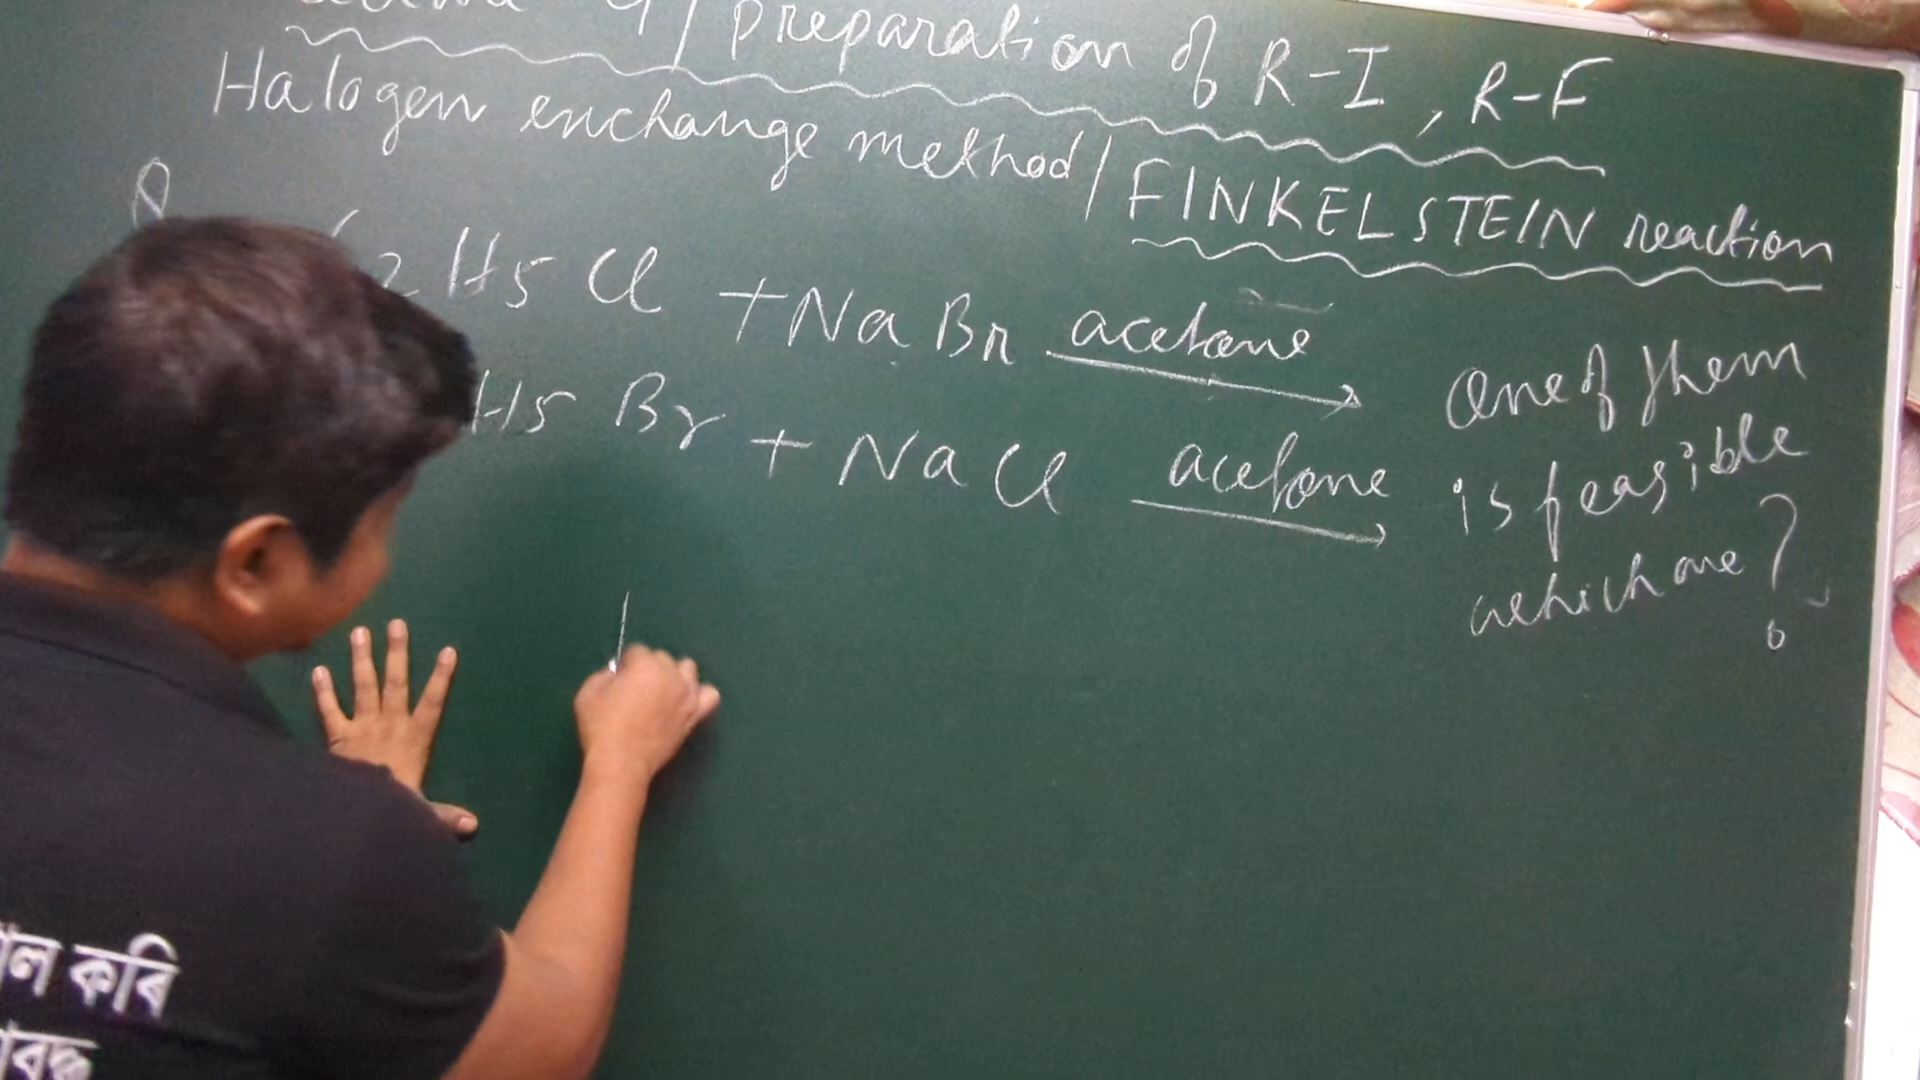 / preparation of R-I, R-F
Halogen enchange method / FINKELSTEIN reaction
Q
C2H5Cl + NaBr acetone
H5Br + NaCl acetone
One of them
is feasible
which one?
কৰি